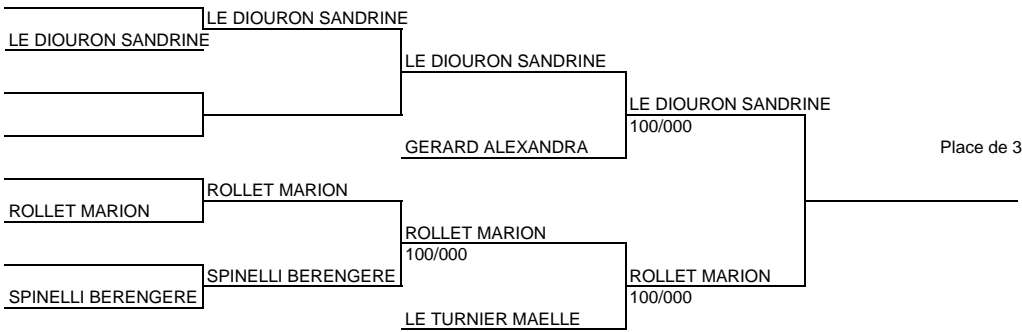 LE DIOURON SANDRINE
LE DIOURON SANDRINE
LE DIOURON SANDRINE
LE DIOURON SANDRINE
100/000
GERARD ALEXANDRA
Place de 3
ROLLET MARION
ROLLET MARION
ROLLET MARION
100/000
SPINELLI BERENGERE
ROLLET MARION
SPINELLI BERENGERE
100/000
LE TURNIER MAELLE